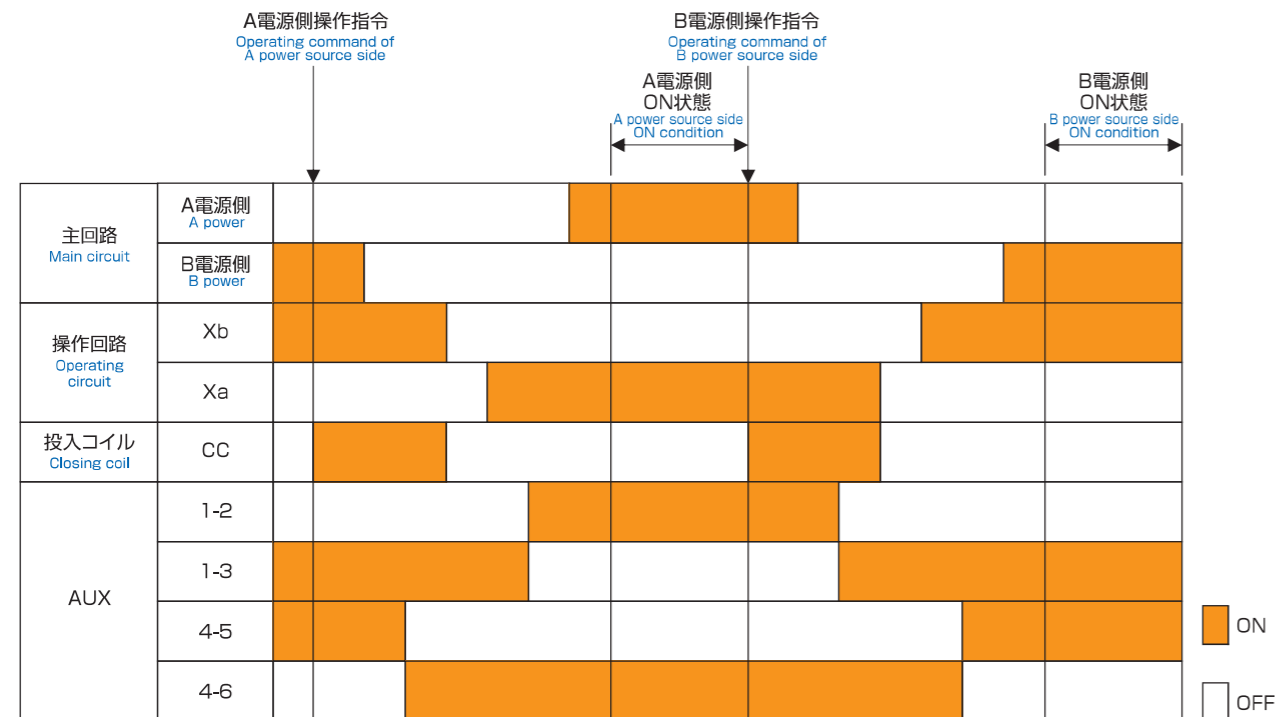 A電源側操作指令
Operating command of
A power source side
B電源側操作指令
Operating command of
B power source side
A電源側
ON状態
A power source side
ON condition
B電源側
ON状態
B power source side
ON condition
主回路
Main circuit
A電源側
A power
B電源側
B power
操作回路
Operating
circuit
Xb
Xa
投入コイル
Closing coil
CC
AUX
1-2
1-3
4-5
4-6
ON
OFF